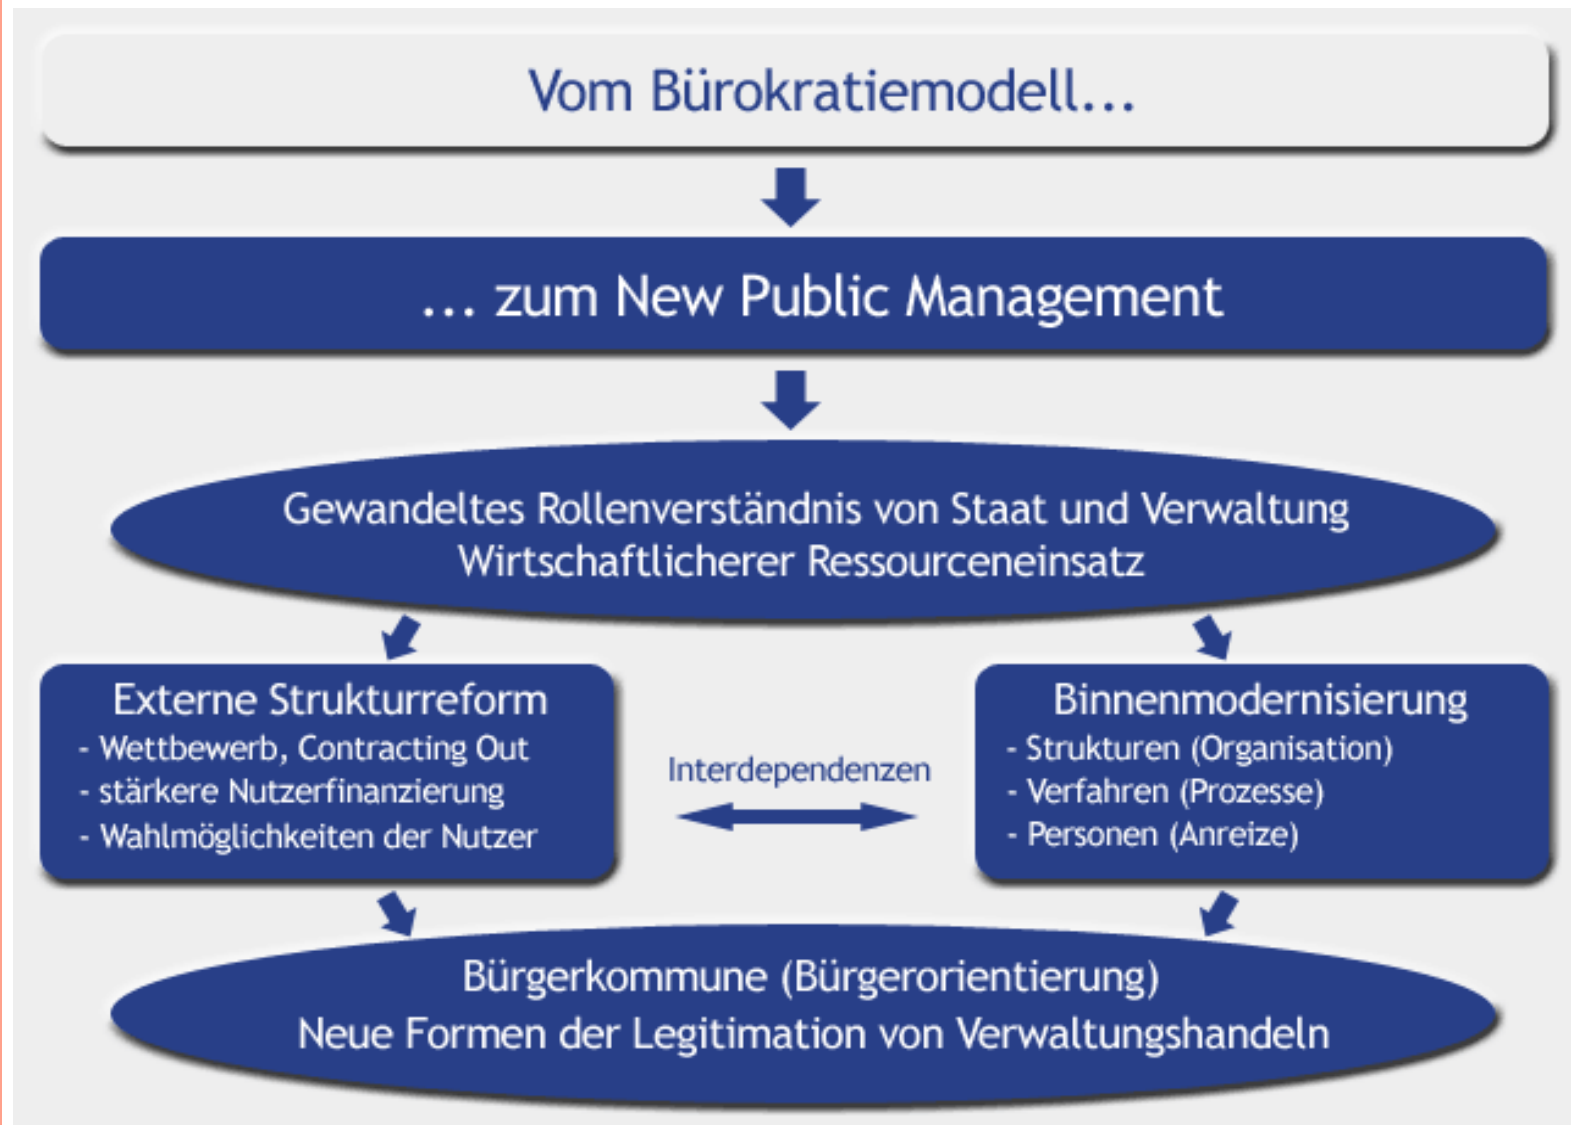 Vom Bürokratiemodell...
... zum New Public Management
Gewandeltes Rollenverständnis von Staat und Verwaltung
Wirtschaftlicherer Ressourceneinsatz
Externe Strukturreform
- Wettbewerb, Contracting Out
- stärkere Nutzerfinanzierung
- Wahlmöglichkeiten der Nutzer
Interdependenzen
Binnenmodernisierung
- Strukturen (Organisation)
- Verfahren (Prozesse)
- Personen (Anreize)
Bürgerkommune (Bürgerorientierung)
Neue Formen der Legitimation von Verwaltungshandeln